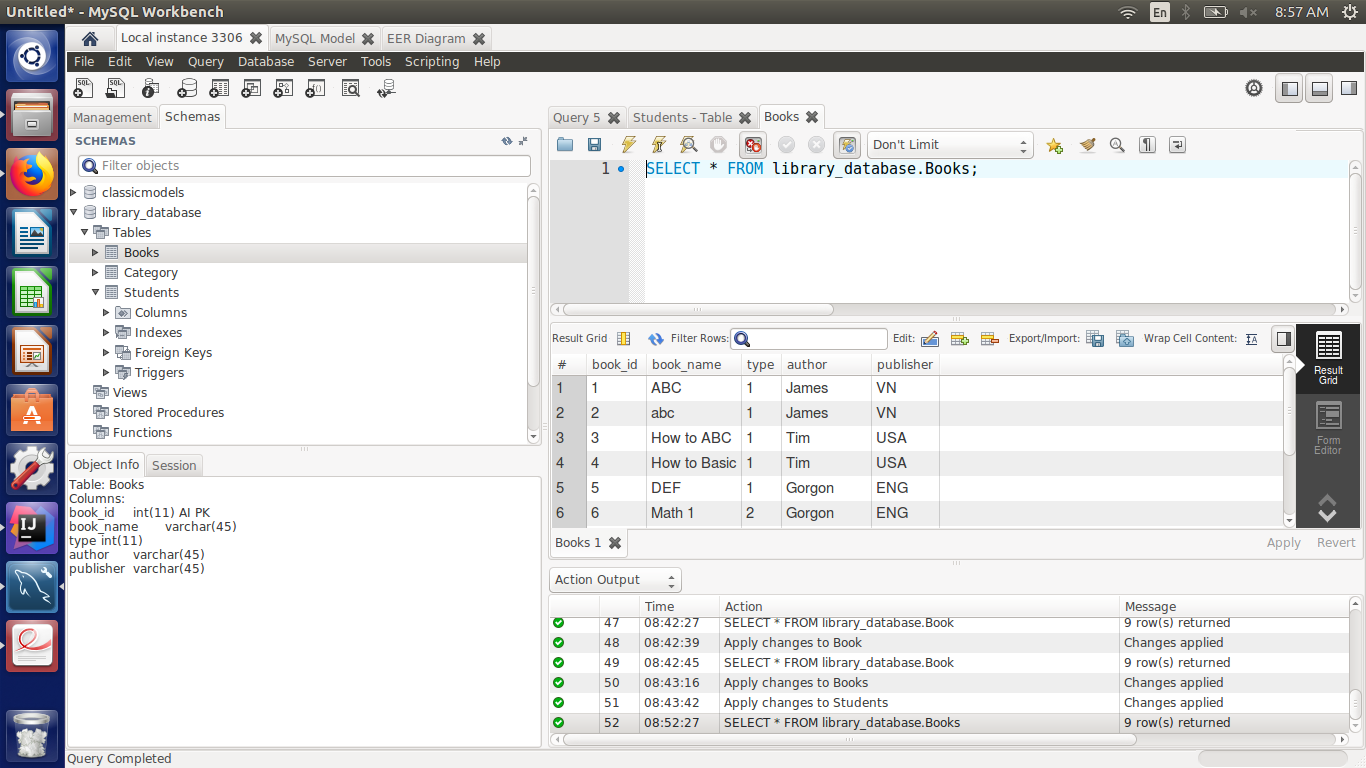 Untitled* - MySQL Workbench
En
8:57 AM
Local instance 3306
MySQL Model
EER Diagram
File Edit View Query Database Server Tools Scripting Help
Management
Schemas
SCHEMAS
Filter objects
classicmodels
library_database
Tables
Books
Category
Students
Columns
Indexes
Foreign Keys
Triggers
Views
Stored Procedures
Functions
Object Info
Session
Table: Books
Columns:
book_id int(11) AI PK
book_name varchar(45)
type int(11)
author varchar(45)
publisher varchar(45)
Query 5
Students - Table
Books
Don't Limit
1 SELECT * FROM library_database.Books;
Result Grid Filter Rows: Edit: Export/Import: Wrap Cell Content:
# book_id book_name type author publisher
1 1 ABC 1 James VN
2 2 abc 1 James VN
3 3 How to ABC 1 Tim USA
4 4 How to Basic 1 Tim USA
5 5 DEF 1 Gorgon ENG
6 6 Math 1 2 Gorgon ENG
Result
Grid
Form
Editor
Books 1
Apply Revert
Action Output
Time Action Message
47 08:42:27 SELECT * FROM library_database.Book 9 row(s) returned
48 08:42:39 Apply changes to Book Changes applied
49 08:42:45 SELECT * FROM library_database.Book 9 row(s) returned
50 08:43:16 Apply changes to Books Changes applied
51 08:43:42 Apply changes to Students Changes applied
52 08:52:27 SELECT * FROM library_database.Books 9 row(s) returned
Query Completed